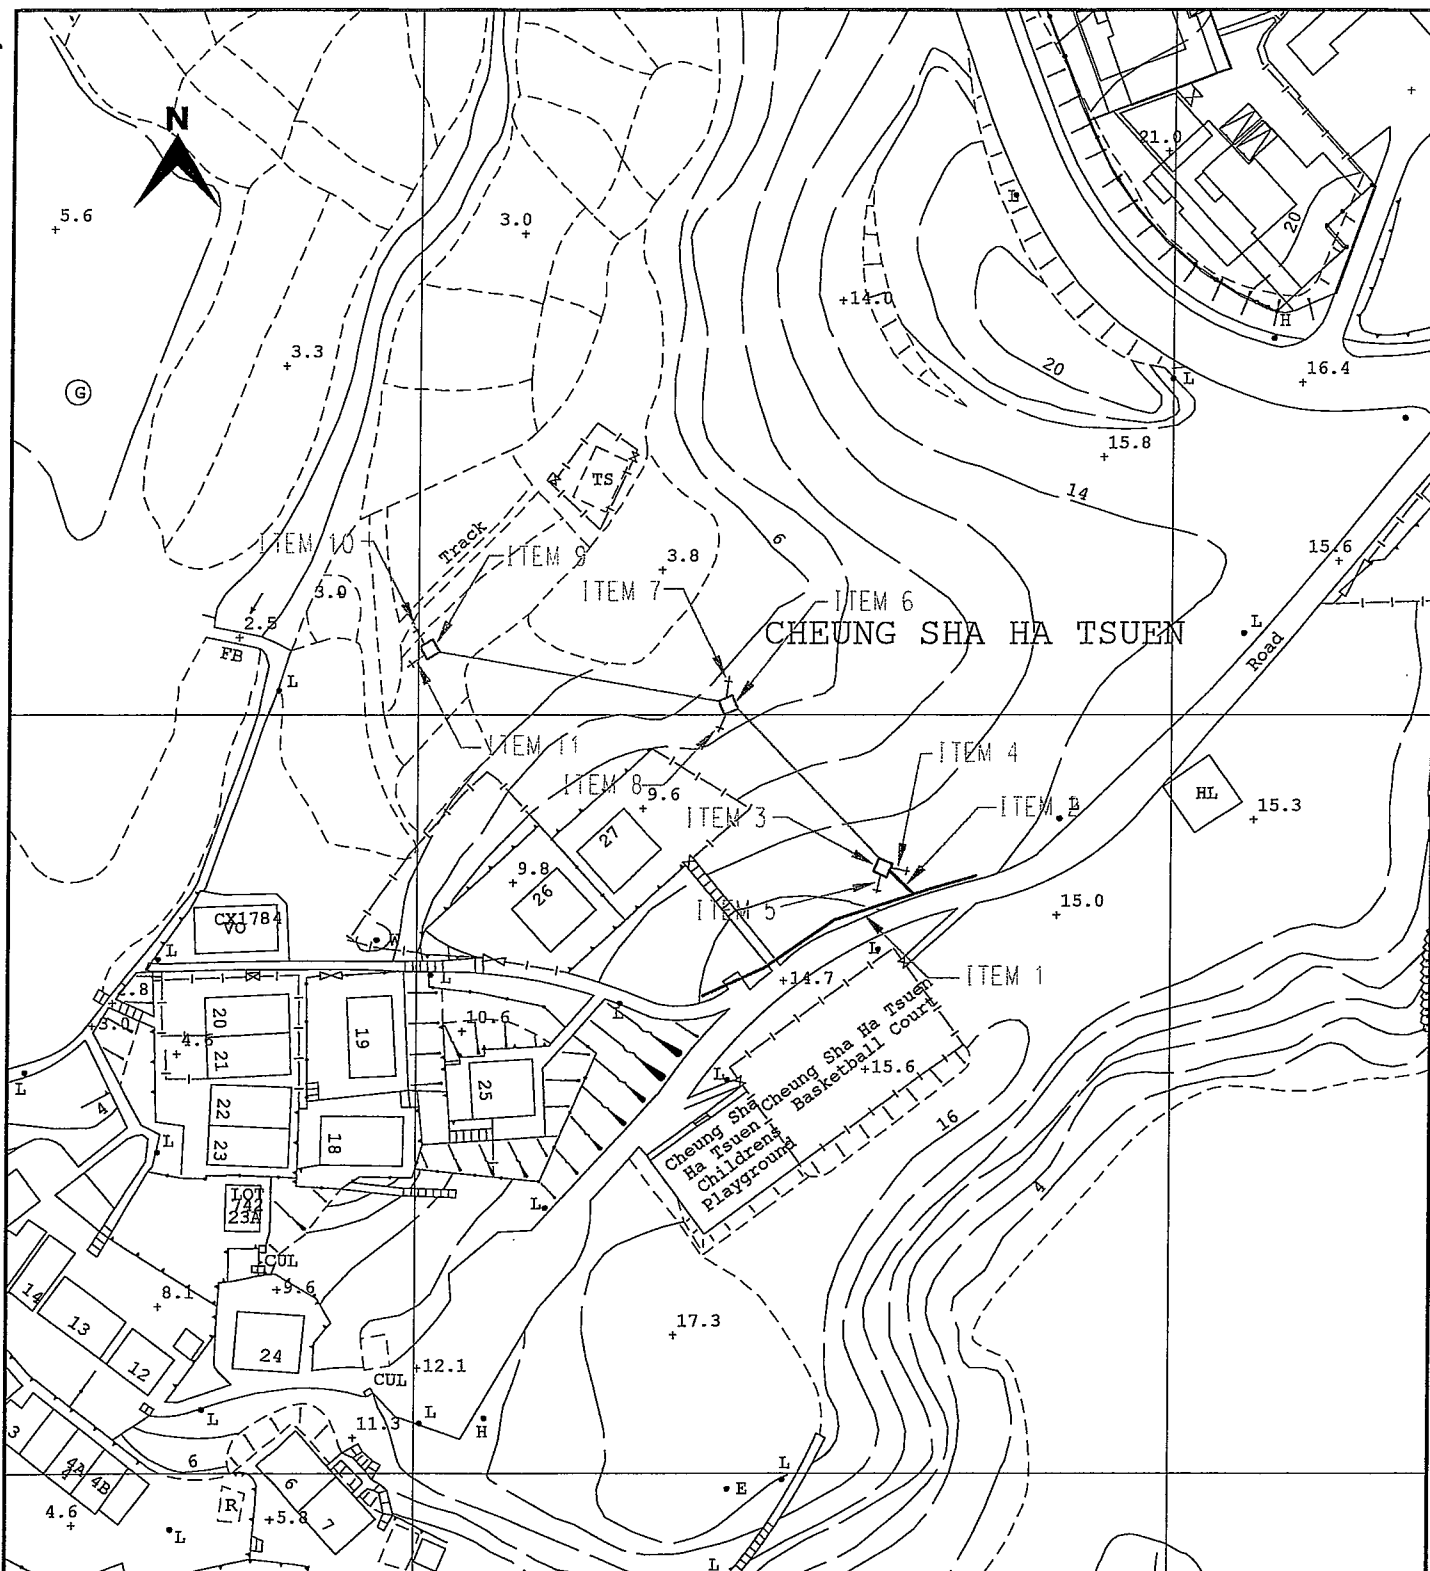 N
21.0
L
20
5.6
3.0
14.0
H
3.3
20
16.4
G
L
15.8
TS
14
Track
6
ITEM 10
ITEM 9
3.8
15.6
ITEM 7
ITEM 6
3.0
CHEUNG SHA HA TSUEN
2.5
L
FB
Road
L
ITEM 11
ITEM 4
ITEM 8
9.6
HL
15.3
ITEM 3
ITEM 2
L
27
9.8
26
ITEM 5
15.0
CX1784
VO
W
L
L
L
ITEM 1
14.7
2.8
L
3.0
20
19
10.6
4.6
21
Cheung Sha Ha Tsuen
Basketball Court
15.6
L
25
L
22
4
16
23
18
L
Cheung Sha
Ha Tsuen
Childrens
Playground
4
LOT
742
23A
L
CUL
9.6
14
8.1
13
17.3
24
12
12.1
CUL
L
L
H
11.3
3
6
4A
4B
6
L
E
R
4.6
5.8
7
L
L